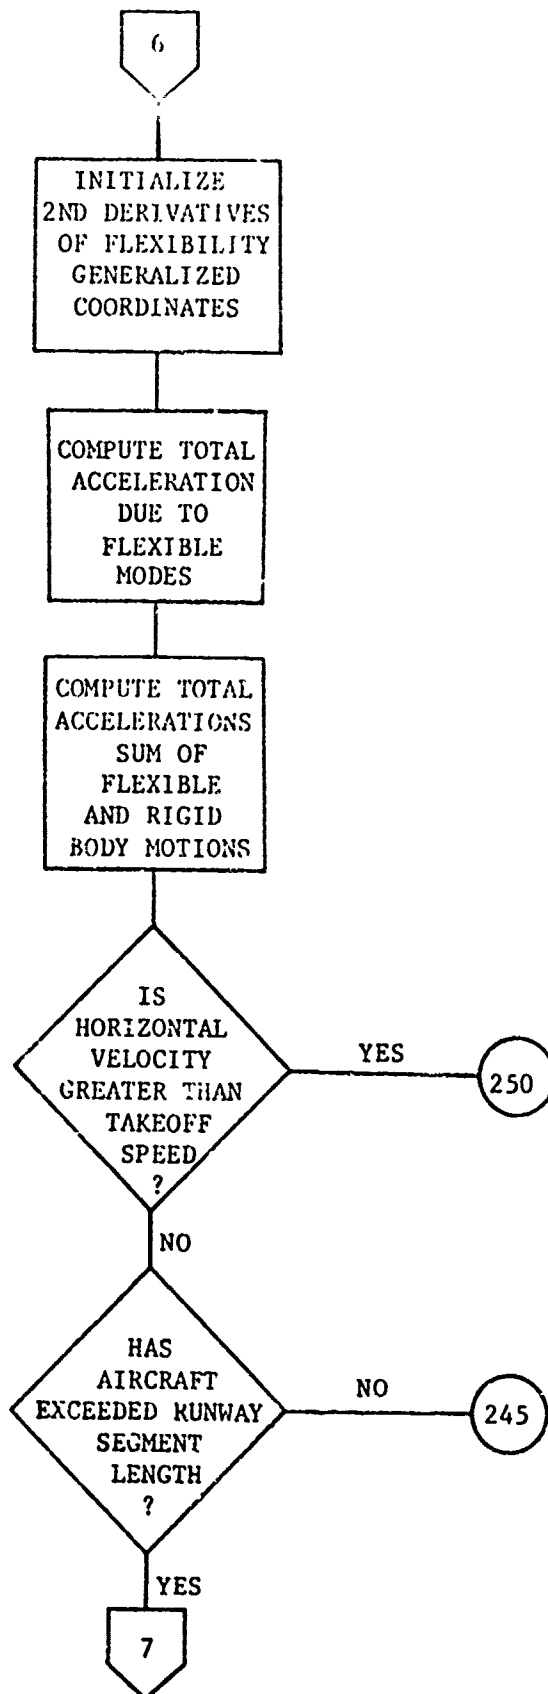 6
INITIALIZE
2ND DERIVATIVES
OF FLEXIBILITY
GENERALIZED
COORDINATES
COMPUTE TOTAL
ACCELERATION
DUE TO
FLEXIBLE
MODES
COMPUTE TOTAL
ACCELERATIONS
SUM OF
FLEXIBLE
AND RIGID
BODY MOTIONS
IS
HORIZONTAL
VELOCITY
GREATER THAN
TAKEOFF
SPEED
?
YES
250
NO
HAS
AIRCRAFT
EXCEEDED RUNWAY
SEGMENT
LENGTH
?
NO
245
YES
7